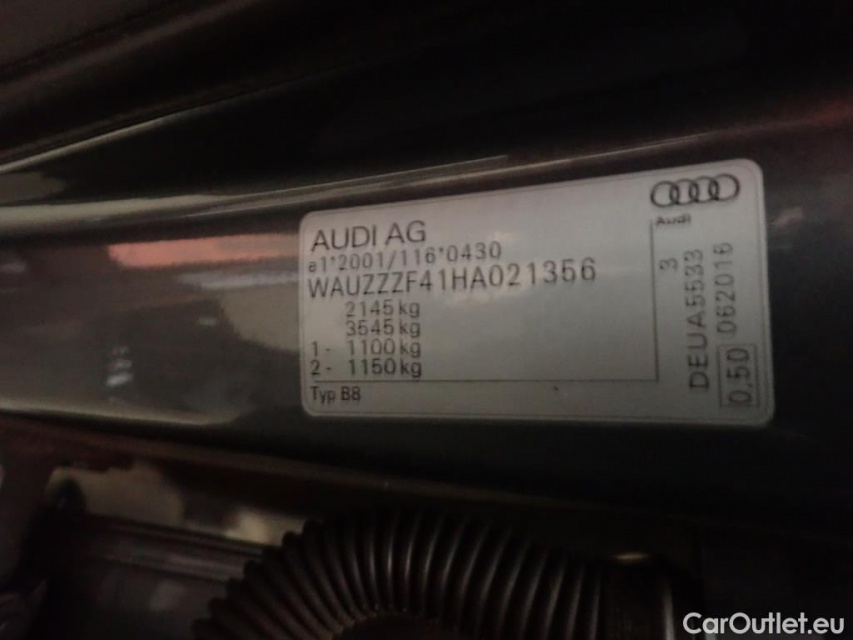 AUDI AG
e1*2001/116*0430
WAUZZZF41HA021356
2145 kg
3545 kg
1- 1100 kg
2- 1150 kg
Typ B8
Audi
3
DEUA5533
062016
0,50
CarOutlet.eu